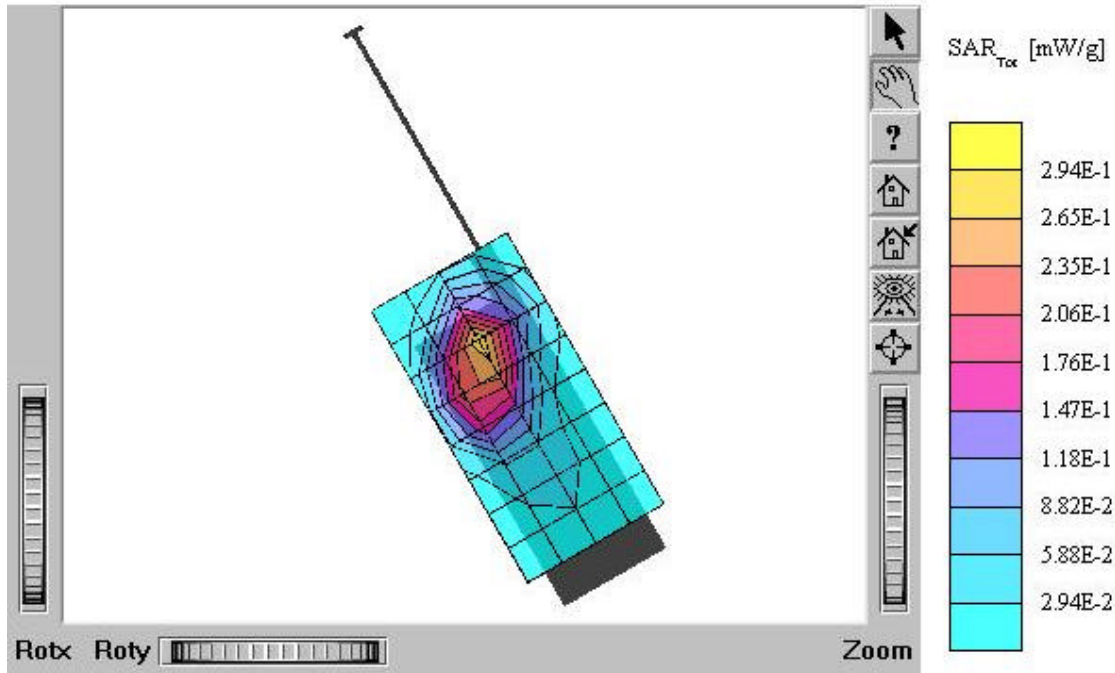 SAR_Tot [mW/g]
?
2.94E-1
2.65E-1
2.35E-1
2.06E-1
1.76E-1
1.47E-1
1.18E-1
8.82E-2
5.88E-2
2.94E-2
Rotx Roty Zoom